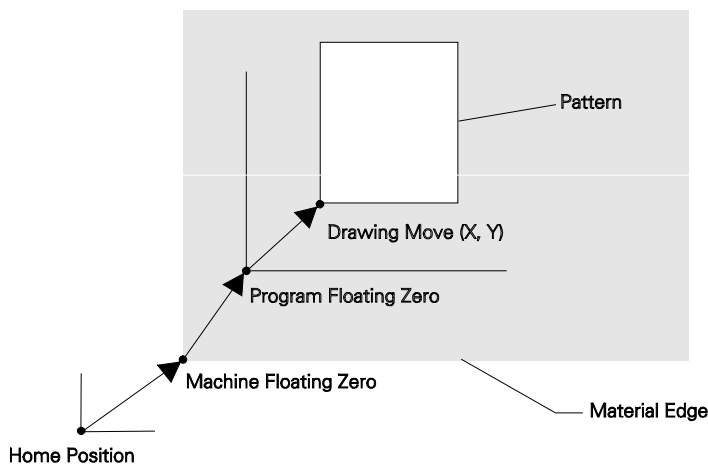 Pattern
Drawing Move (X, Y)
Program Floating Zero
Machine Floating Zero
Material Edge
Home Position